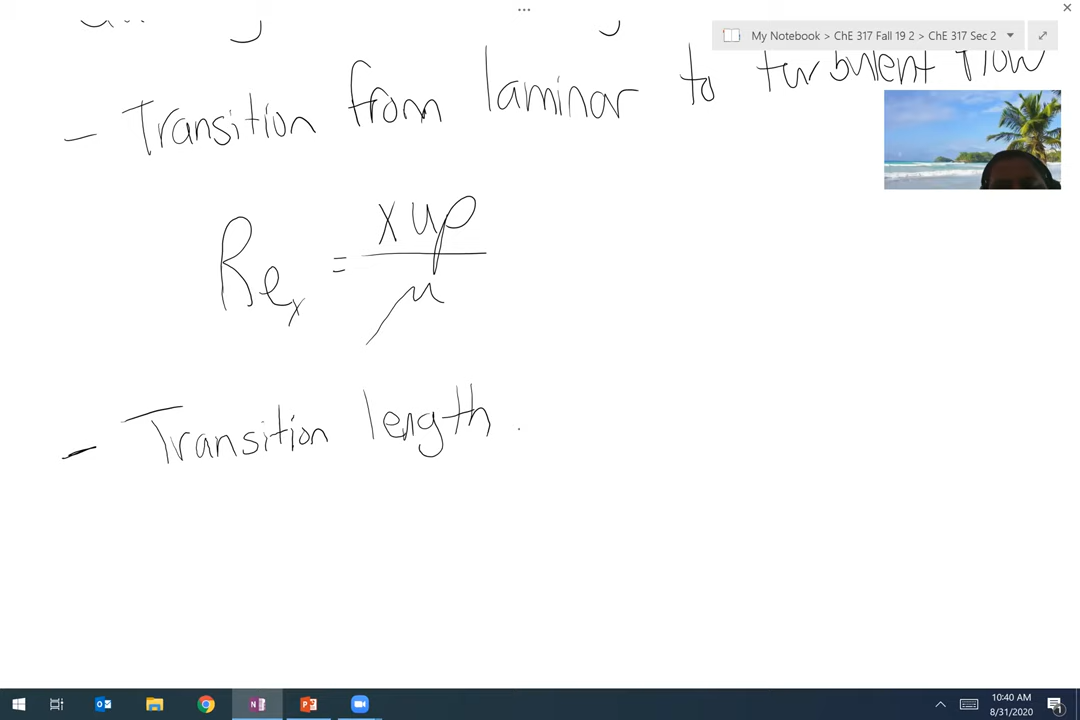 My Notebook > ChE 317 Fall 19 2 > ChE 317 Sec 2
- Transition from laminar to turbulent flow
Re_x = xuρ / μ
- Transition length.
10:40 AM
8/31/2020